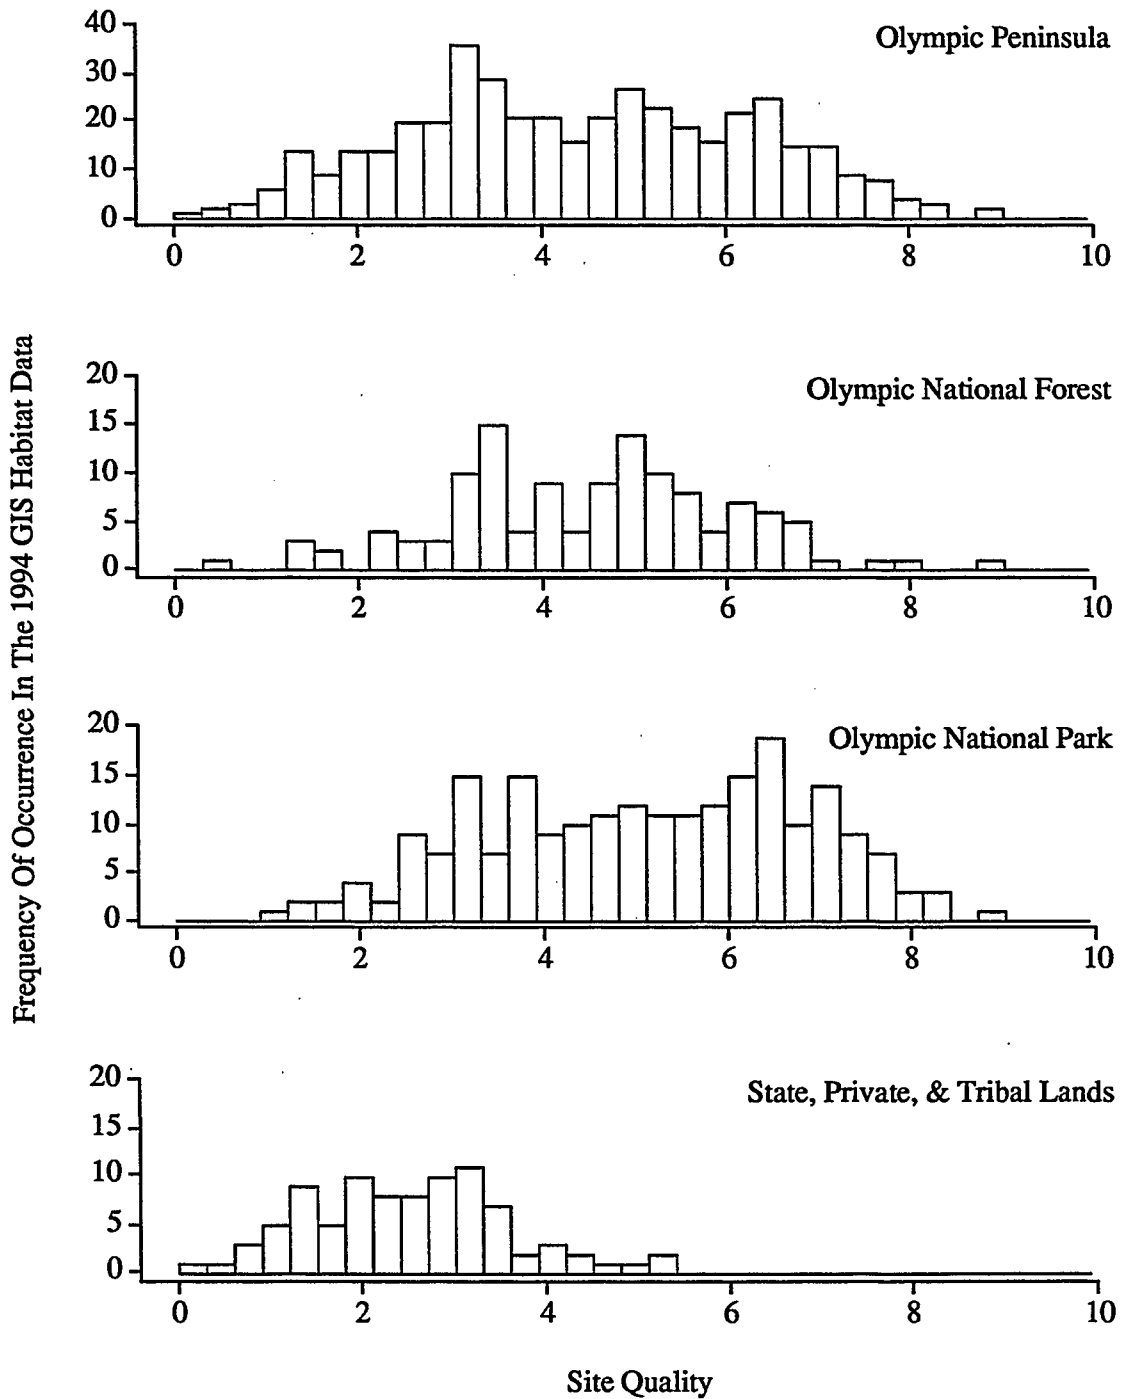 Frequency Of Occurrence In The 1994 GIS Habitat Data
Olympic Peninsula
40
30
20
10
0
0 2 4 6 8 10
Olympic National Forest
20
15
10
5
0
0 2 4 6 8 10
Olympic National Park
20
15
10
5
0
0 2 4 6 8 10
State, Private, & Tribal Lands
20
15
10
5
0
0 2 4 6 8 10
Site Quality